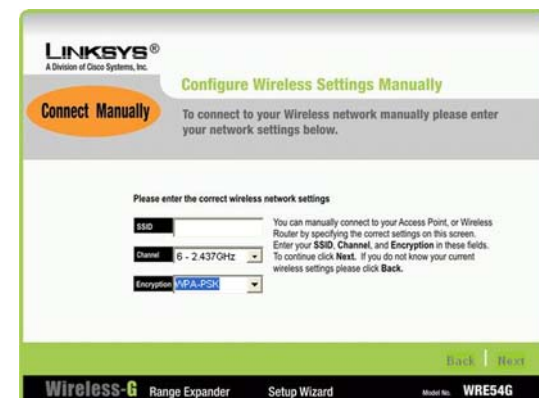 LINKSYS®
A Division of Cisco Systems, Inc.
Configure Wireless Settings Manually
Connect Manually
To connect to your Wireless network manually please enter
your network settings below.
Please enter the correct wireless network settings
SSID
You can manually connect to your Access Point, or Wireless
Router by specifying the correct settings on this screen.
Enter your SSID, Channel, and Encryption in these fields.
To continue click Next. If you do not know your current
wireless settings please click Back.
Channel 6 - 2.437GHz
Encryption WPA-PSK
Back | Next
Wireless-G Range Expander Setup Wizard Model No. WRE54G